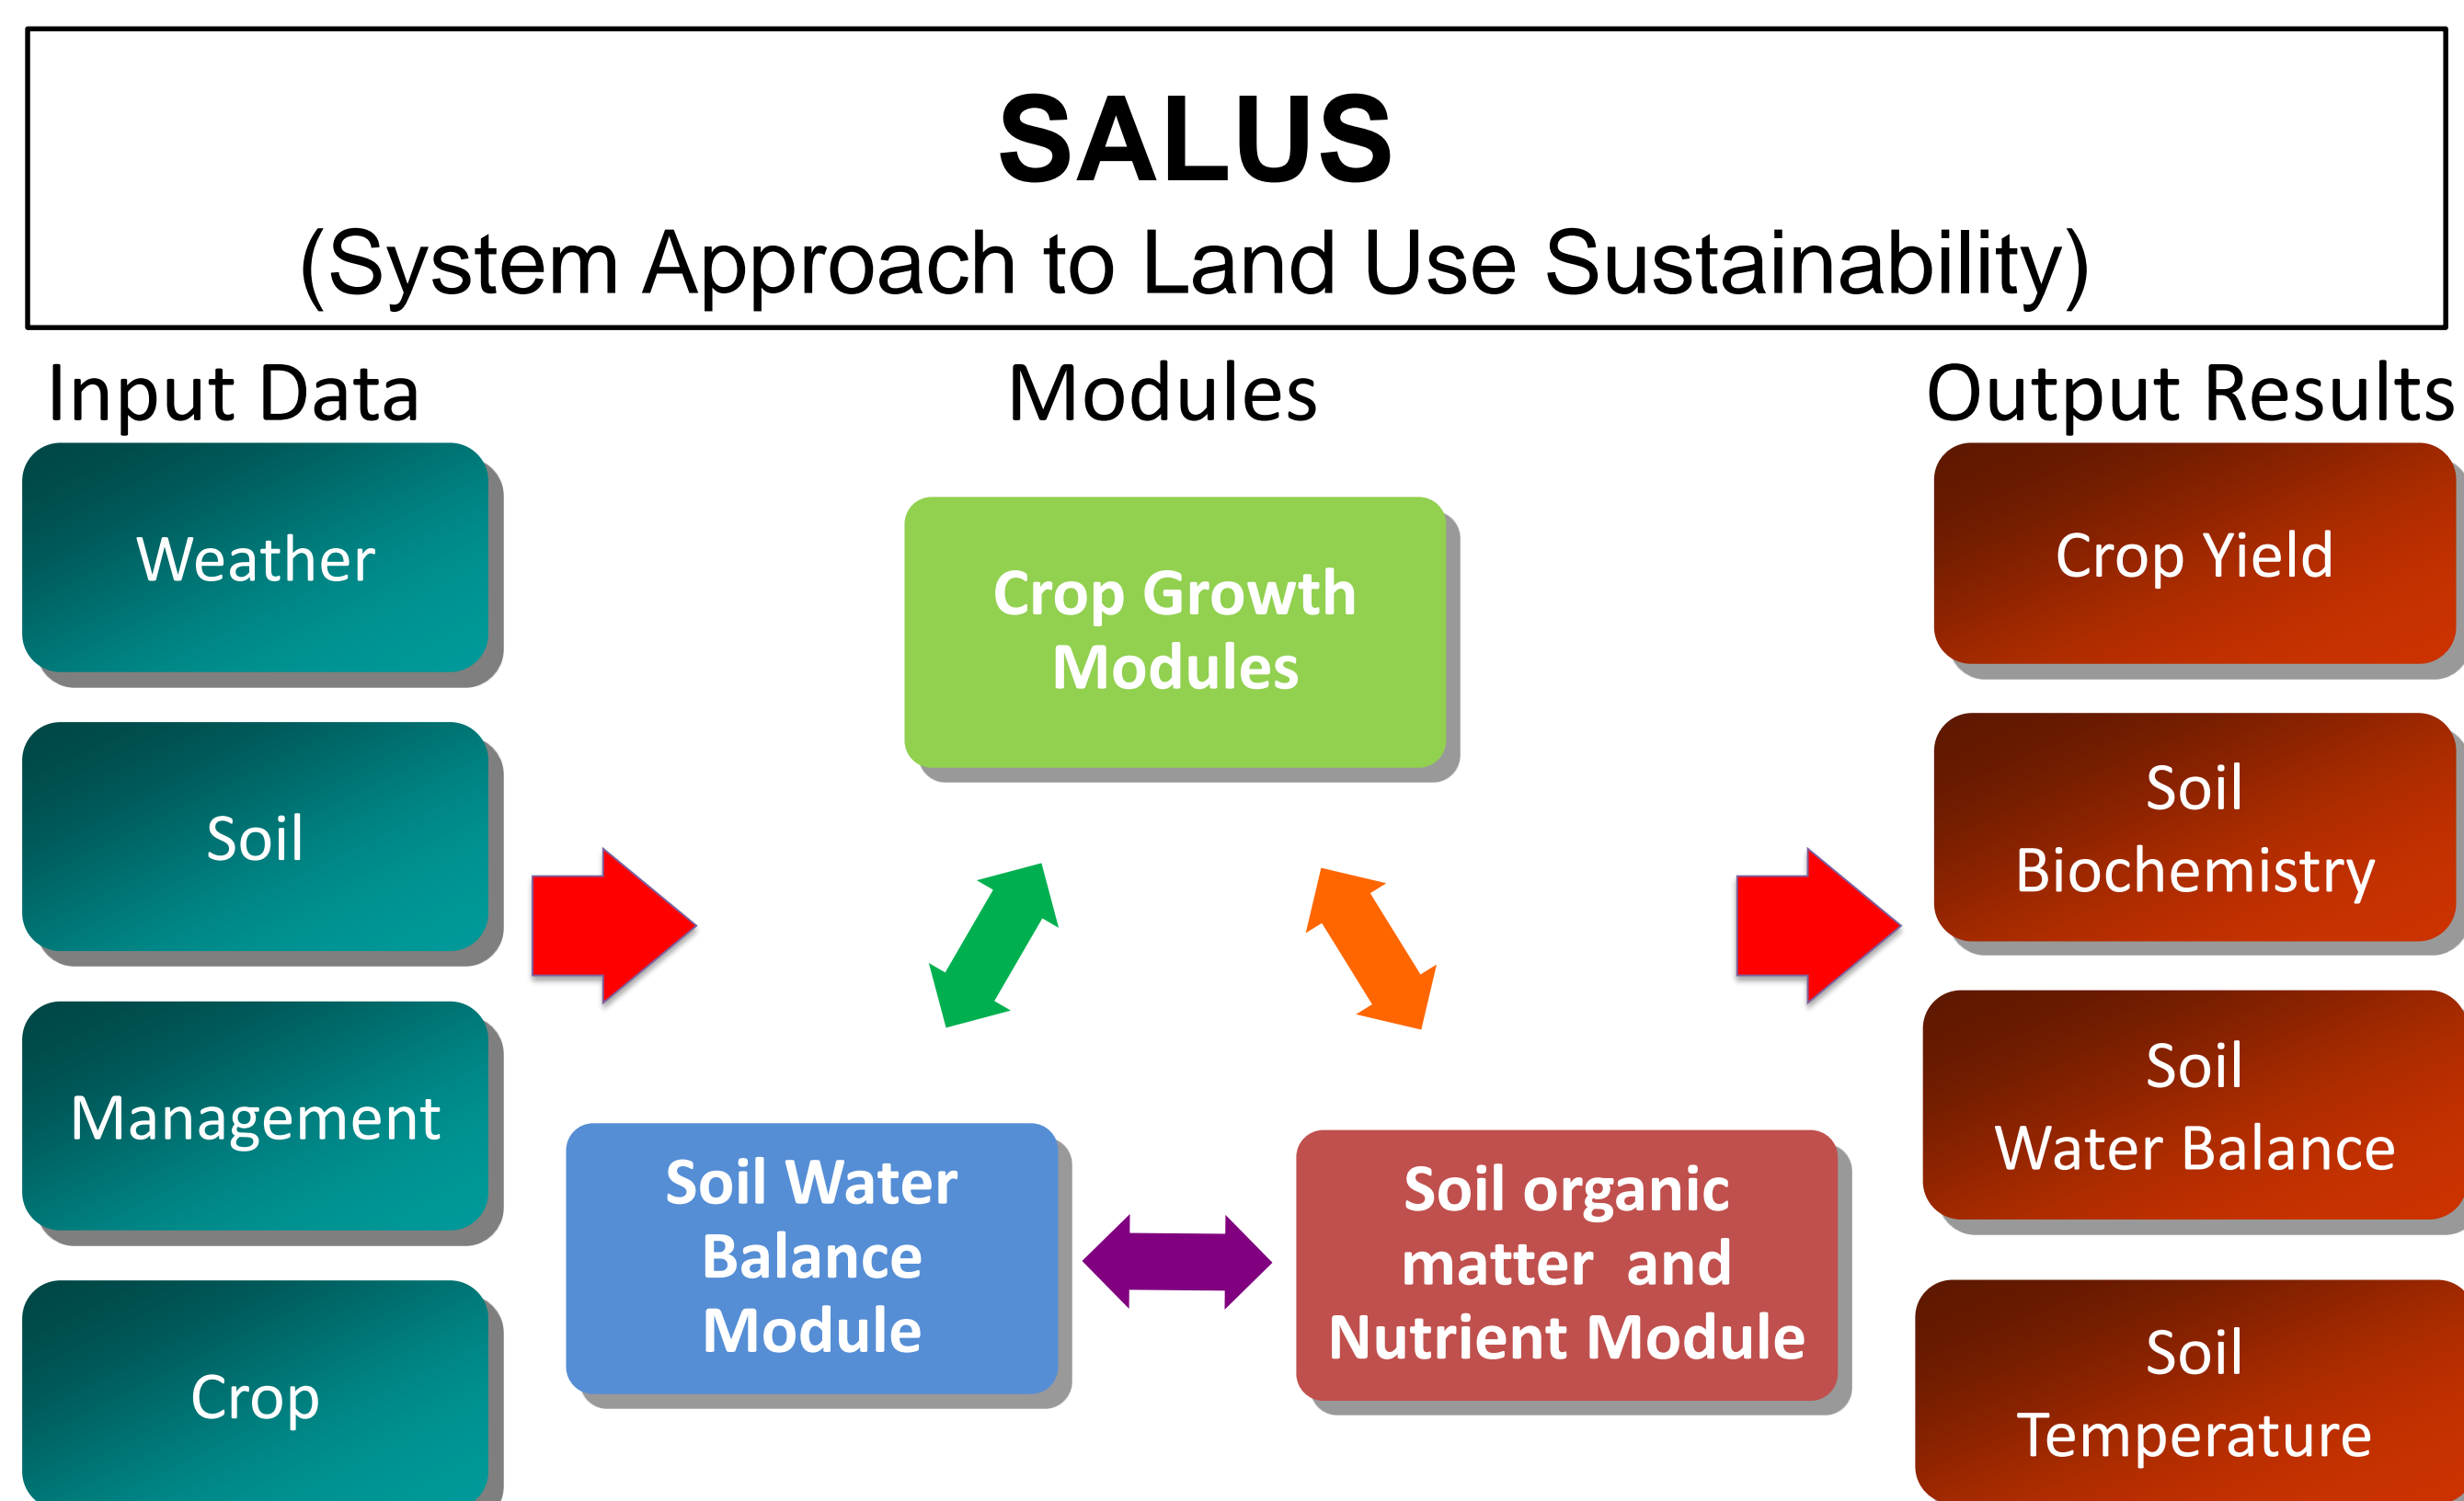 SALUS
(System Approach to Land Use Sustainability)
Input Data
Weather
Soil
Management
Crop
Modules
Crop Growth
Modules
Soil Water
Balance
Module
Soil organic
matter and
Nutrient Module
Output Results
Crop Yield
Soil
Biochemistry
Soil
Water Balance
Soil
Temperature